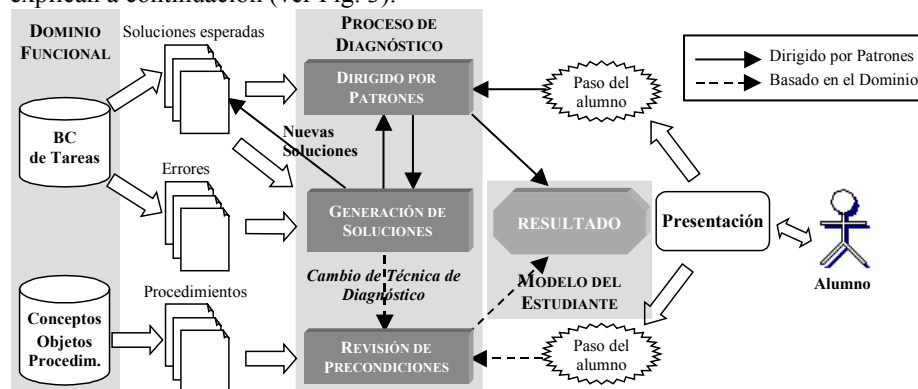 explican a continuación (ver Fig. 3).
DOMINIO
FUNCIONAL
Soluciones esperadas
PROCESO DE
DIAGNÓSTICO
DIRIGIDO POR
PATRONES
Paso del
alumno
Dirigido por Patrones
Basado en el Dominio
BC
de Tareas
Nuevas
Soluciones
Errores
GENERACIÓN DE
SOLUCIONES
RESULTADO
Presentación
Cambio de Técnica de
Diagnóstico
MODELO DEL
ESTUDIANTE
Alumno
Conceptos
Objetos
Procedim.
Procedimientos
REVISIÓN DE
PRECONDICIONES
Paso del
alumno